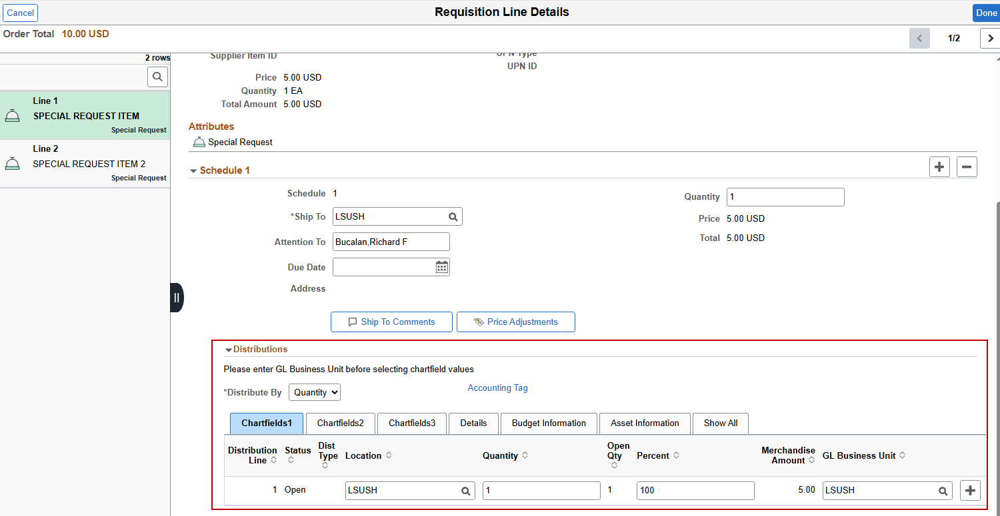 Cancel
Requisition Line Details
Done
Order Total 10.00 USD
1/2
2 rows
Line 1
SPECIAL REQUEST ITEM
Special Request
Line 2
SPECIAL REQUEST ITEM 2
Special Request
Supplier Item ID
UPN Type
UPN ID
Price 5.00 USD
Quantity 1 EA
Total Amount 5.00 USD
Attributes
Special Request
Schedule 1
Schedule 1
*Ship To LSUSH
Attention To Bucalan,Richard F
Due Date
Address
Quantity 1
Price 5.00 USD
Total 5.00 USD
Ship To Comments
Price Adjustments
Distributions
Please enter GL Business Unit before selecting chartfield values
*Distribute By Quantity
Accounting Tag
Chartfields1 Chartfields2 Chartfields3 Details Budget Information Asset Information Show All
Distribution Line Status Dist Type Location Quantity Open Qty Percent Merchandise Amount GL Business Unit
1 Open LSUSH 1 1 100 5.00 LSUSH